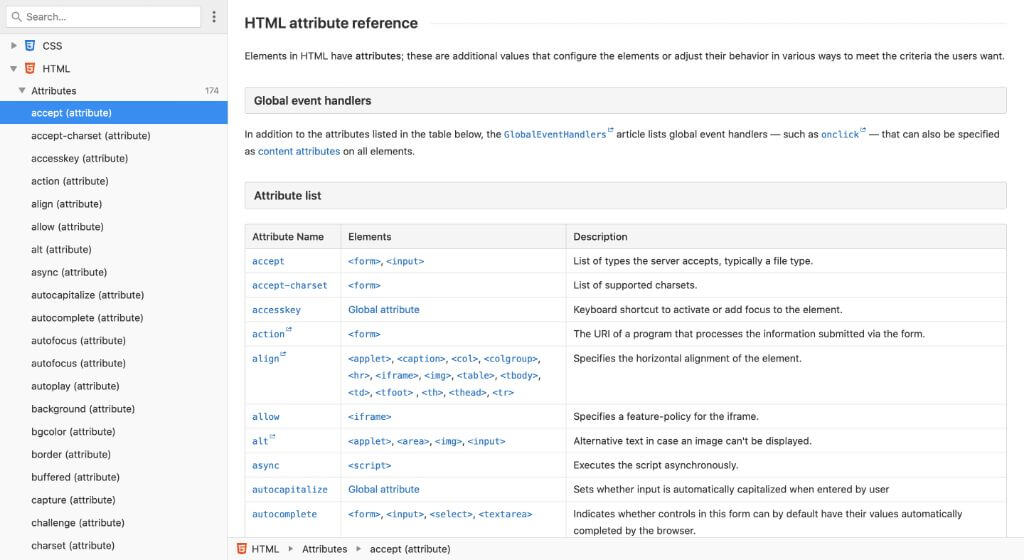 Search...
CSS
HTML
Attributes 174
accept (attribute)
accept-charset (attribute)
accesskey (attribute)
action (attribute)
align (attribute)
allow (attribute)
alt (attribute)
async (attribute)
autocapitalize (attribute)
autocomplete (attribute)
autofocus (attribute)
autofocus (attribute)
autoplay (attribute)
background (attribute)
bgcolor (attribute)
border (attribute)
buffered (attribute)
capture (attribute)
challenge (attribute)
charset (attribute)
HTML attribute reference
Elements in HTML have attributes; these are additional values that configure the elements or adjust their behavior in various ways to meet the criteria the users want.
Global event handlers
In addition to the attributes listed in the table below, the GlobalEventHandlers article lists global event handlers — such as onclick — that can also be specified
as content attributes on all elements.
Attribute list
Attribute Name Elements Description
accept <form>, <input> List of types the server accepts, typically a file type.
accept-charset <form> List of supported charsets.
accesskey Global attribute Keyboard shortcut to activate or add focus to the element.
action <form> The URI of a program that processes the information submitted via the form.
align <applet>, <caption>, <col>, <colgroup>, Specifies the horizontal alignment of the element.
<hr>, <iframe>, <img>, <table>, <tbody>,
<td>, <tfoot> , <th>, <thead>, <tr>
allow <iframe> Specifies a feature-policy for the iframe.
alt <applet>, <area>, <img>, <input> Alternative text in case an image can't be displayed.
async <script> Executes the script asynchronously.
autocapitalize Global attribute Sets whether input is automatically capitalized when entered by user
autocomplete <form>, <input>, <select>, <textarea> Indicates whether controls in this form can by default have their values automatically
completed by the browser.
HTML Attributes accept (attribute)